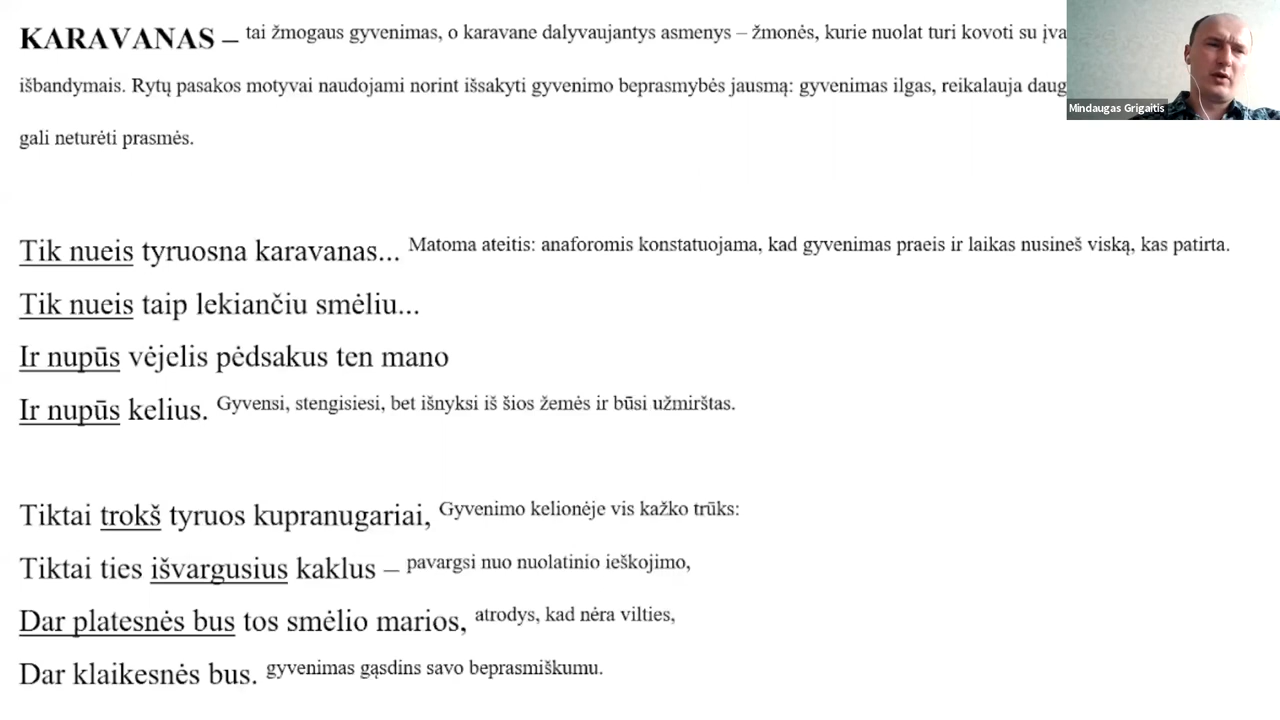 KARAVANAS – tai žmogaus gyvenimas, o karavane dalyvaujantys asmenys – žmonės, kurie nuolat turi kovoti su
išbandymais. Rytų pasakos motyvai naudojami norint išsakyti gyvenimo beprasmybės jausmą: gyvenimas ilgas, reikalauja
gali neturėti prasmės.
Mindaugas Grigaitis
Tik nueis tyruosna karavanas... Matoma ateitis: anaforomis konstatuojama, kad gyvenimas praeis ir laikas nusineš viską, kas patirta.
Tik nueis taip lekiančiu smėliu...
Ir nupūs vėjelis pėdsakus ten mano
Ir nupūs kelius. Gyvensi, stengisiesi, bet išnyksi iš šios žemės ir būsi užmirštas.
Tiktai trokš tyruos kupranugariai, Gyvenimo kelionėje vis kažko trūks:
Tiktai ties išvargusius kaklus – pavargsi nuo nuolatinio ieškojimo,
Dar platesnės bus tos smėlio marios, atrodys, kad nėra vilties,
Dar klaikesnės bus. gyvenimas gąsdins savo beprasmiškumu.